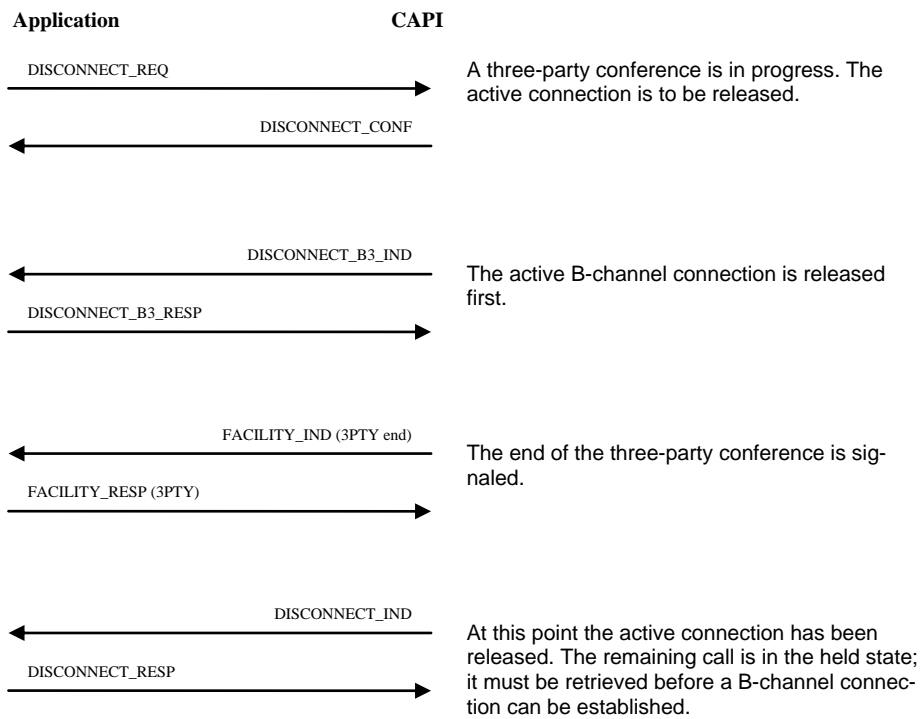 Application CAPI
DISCONNECT_REQ
A three-party conference is in progress. The
active connection is to be released.
DISCONNECT_CONF
DISCONNECT_B3_IND
The active B-channel connection is released
first.
DISCONNECT_B3_RESP
FACILITY_IND (3PTY end)
The end of the three-party conference is sig-
naled.
FACILITY_RESP (3PTY)
DISCONNECT_IND
At this point the active connection has been
released. The remaining call is in the held state;
it must be retrieved before a B-channel connec-
tion can be established.
DISCONNECT_RESP